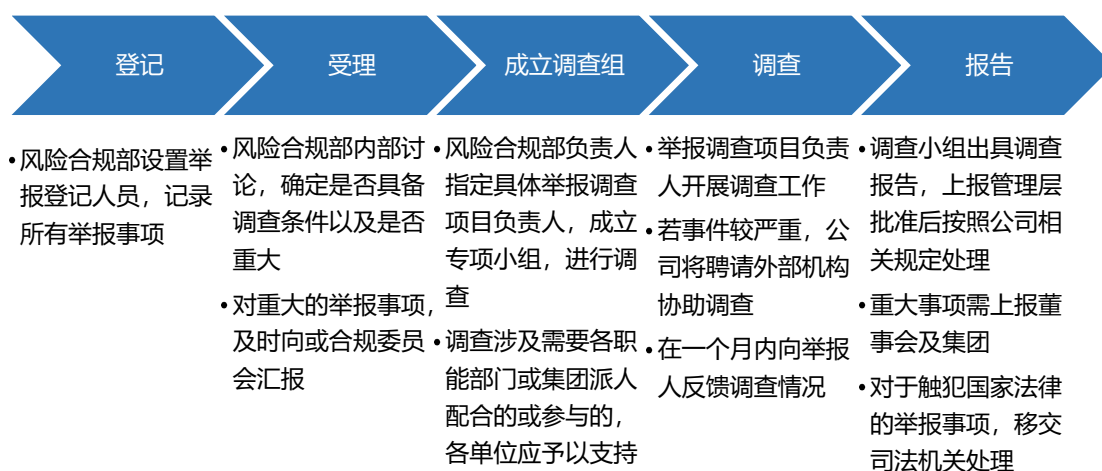 登记
受理
成立调查组
调查
报告
•风险合规部设置举
报登记人员，记录
所有举报事项
•风险合规部内部讨
论，确定是否具备
调查条件以及是否
重大
•对重大的举报事项，
及时向或合规委员
会汇报
•风险合规部负责人
指定具体举报调查
项目负责人，成立
专项小组，进行调
查
•调查涉及需要各职
能部门或集团派人
配合的或参与的，
各单位应予以支持
•举报调查项目负责
人开展调查工作
•若事件较严重，公
司将聘请外部机构
协助调查
•在一个月内向举报
人反馈调查情况
•调查小组出具调查
报告，上报管理层
批准后按照公司相
关规定处理
•重大事项需上报董
事会及集团
•对于触犯国家法律
的举报事项，移交
司法机关处理